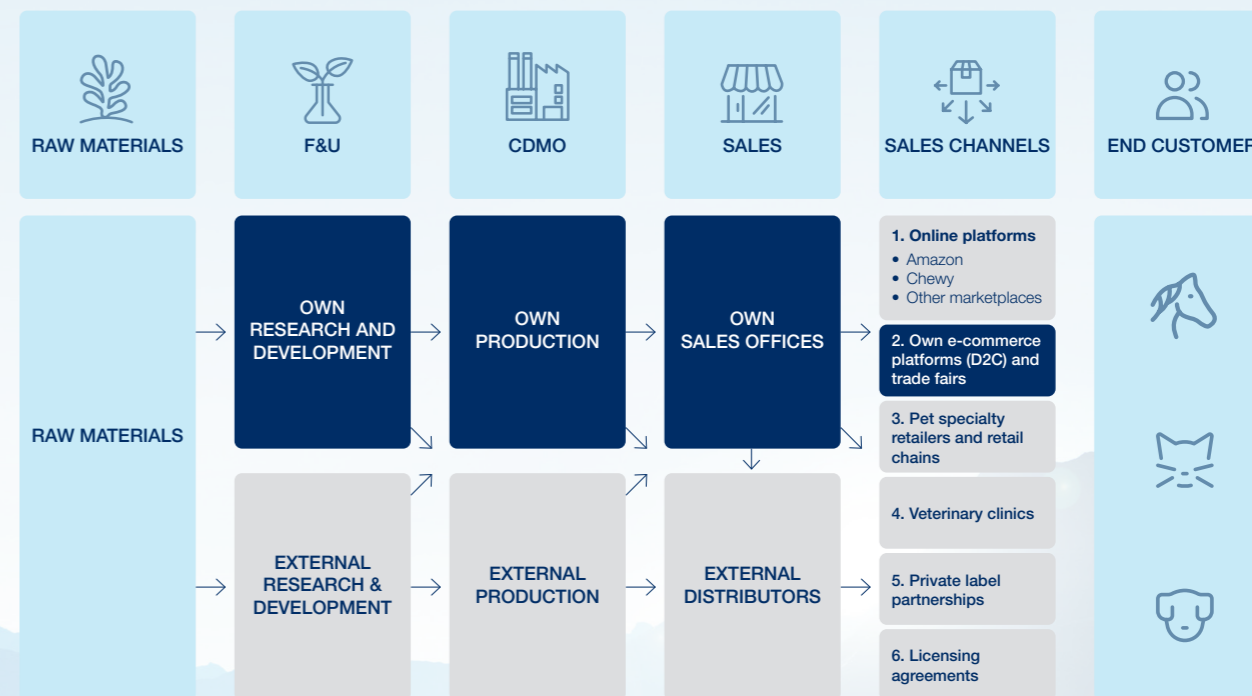 RAW MATERIALS
F&U
CDMO
SALES
SALES CHANNELS
END CUSTOMER
RAW MATERIALS
OWN
RESEARCH AND
DEVELOPMENT
OWN
PRODUCTION
OWN
SALES OFFICES
1. Online platforms
• Amazon
• Chewy
• Other marketplaces
2. Own e-commerce
platforms (D2C) and
trade fairs
3. Pet specialty
retailers and retail
chains
4. Veterinary clinics
5. Private label
partnerships
6. Licensing
agreements
EXTERNAL
RESEARCH &
DEVELOPMENT
EXTERNAL
PRODUCTION
EXTERNAL
DISTRIBUTORS